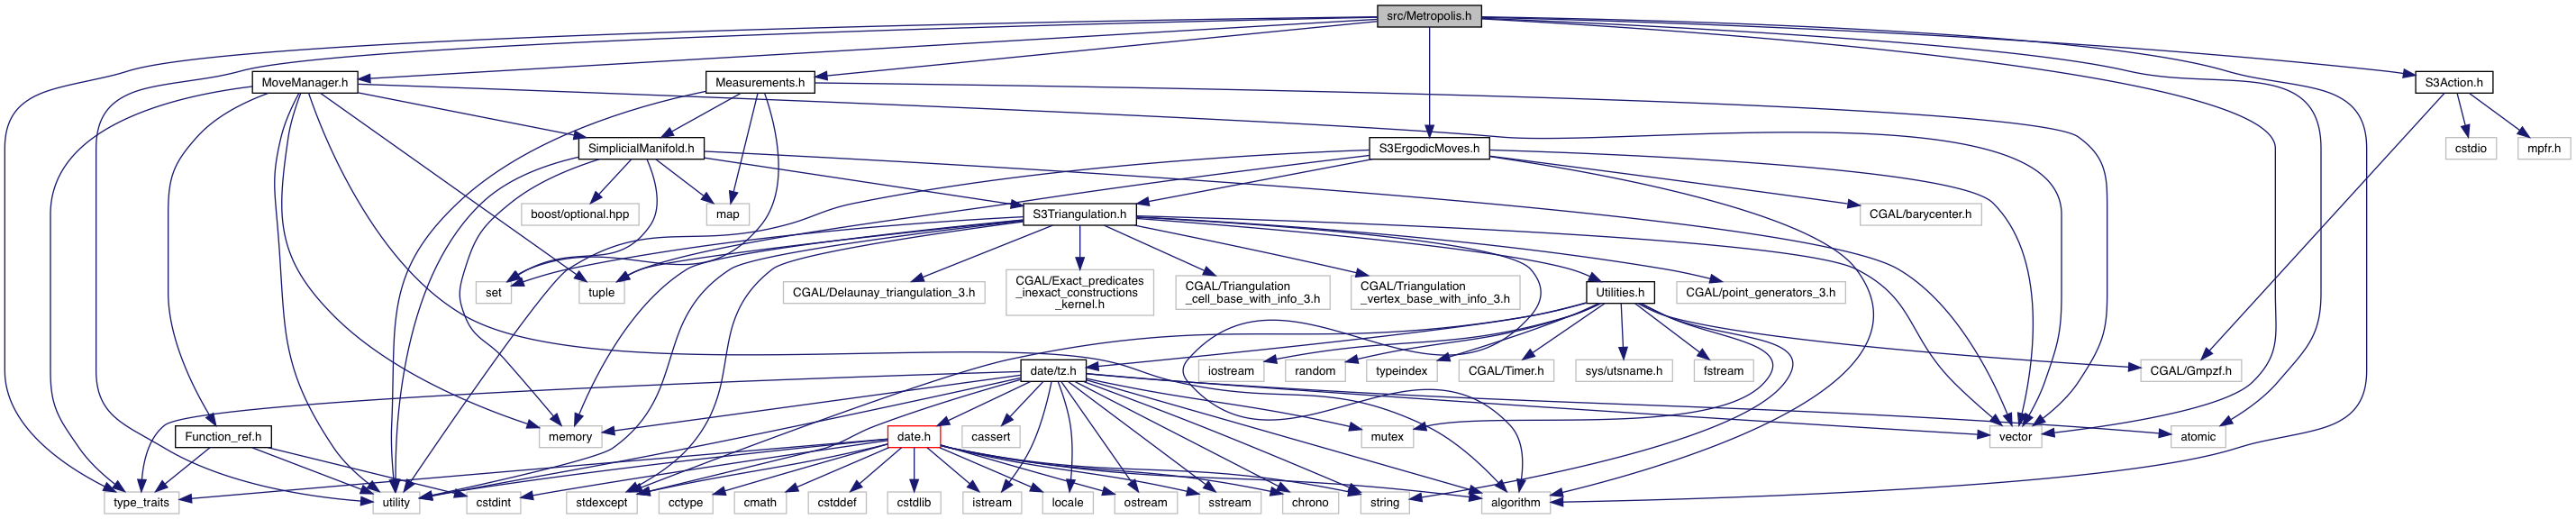 src/Metropolis.h
MoveManager.h
Measurements.h
S3Action.h
SimplicialManifold.h
S3ErgodicMoves.h
cstdio
mpfr.h
boost/optional.hpp
map
S3Triangulation.h
CGAL/barycenter.h
set
tuple
CGAL/Delaunay_triangulation_3.h
CGAL/Exact_predicates
_inexact_constructions
_kernel.h
CGAL/Triangulation
_cell_base_with_info_3.h
CGAL/Triangulation
_vertex_base_with_info_3.h
Utilities.h
CGAL/point_generators_3.h
date/tz.h
iostream
random
typeindex
CGAL/Timer.h
sys/utsname.h
fstream
CGAL/Gmpzf.h
Function_ref.h
memory
date.h
cassert
mutex
vector
atomic
type_traits
utility
cstdint
stdexcept
cctype
cmath
cstddef
cstdlib
istream
locale
ostream
sstream
chrono
string
algorithm